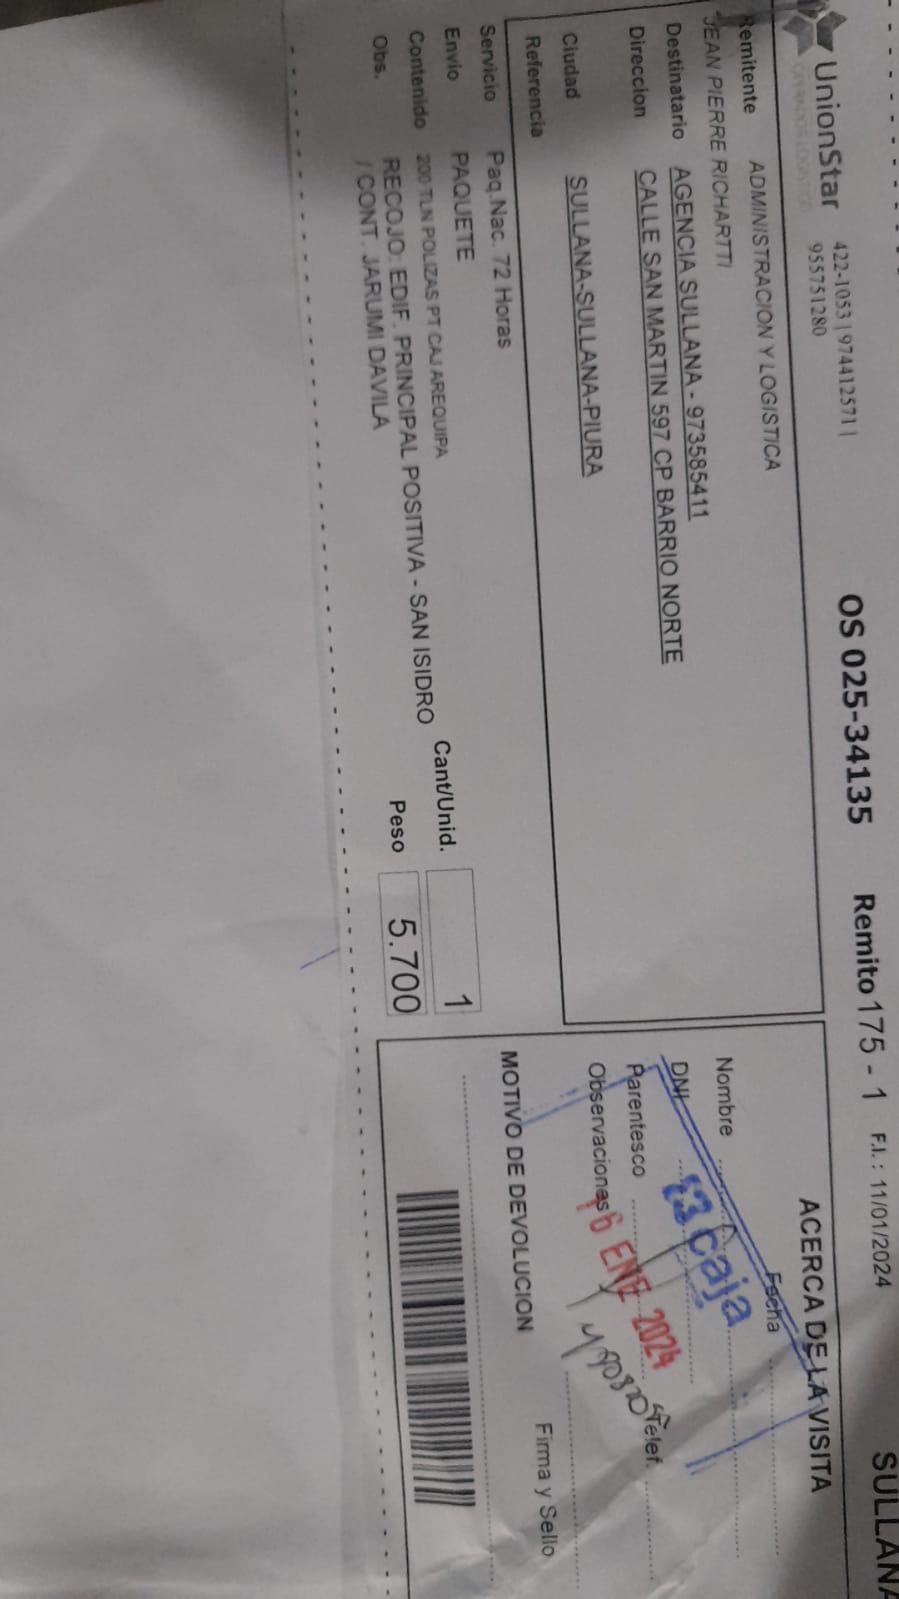 UnionStar
422-1053 | 974412571 |
955751280
OS 025-34135 Remito 175 - 1 F.I. : 11/01/2024
SULLANA
Remitente ADMINISTRACION Y LOGISTICA
JEAN PIERRE RICHARTTI
Destinatario AGENCIA SULLANA - 973585411
Direccion CALLE SAN MARTIN 597 CP BARRIO NORTE
Ciudad SULLANA-SULLANA-PIURA
Referencia
Servicio Paq.Nac. 72 Horas
Envio PAQUETE
Contenido 200 TLN POLIZAS PT CAJ AREQUIPA
Obs. RECOJO: EDIF. PRINCIPAL POSITIVA - SAN ISIDRO
/ CONT. JARUMI DAVILA
Cant/Unid. 1
Peso 5.700
ACERCA DE LA VISITA
Fecha
Nombre
DNI
Parentesco
Telef.
Observaciones
caja
16 ENE 2024
MOTIVO DE DEVOLUCION
Firma y Sello